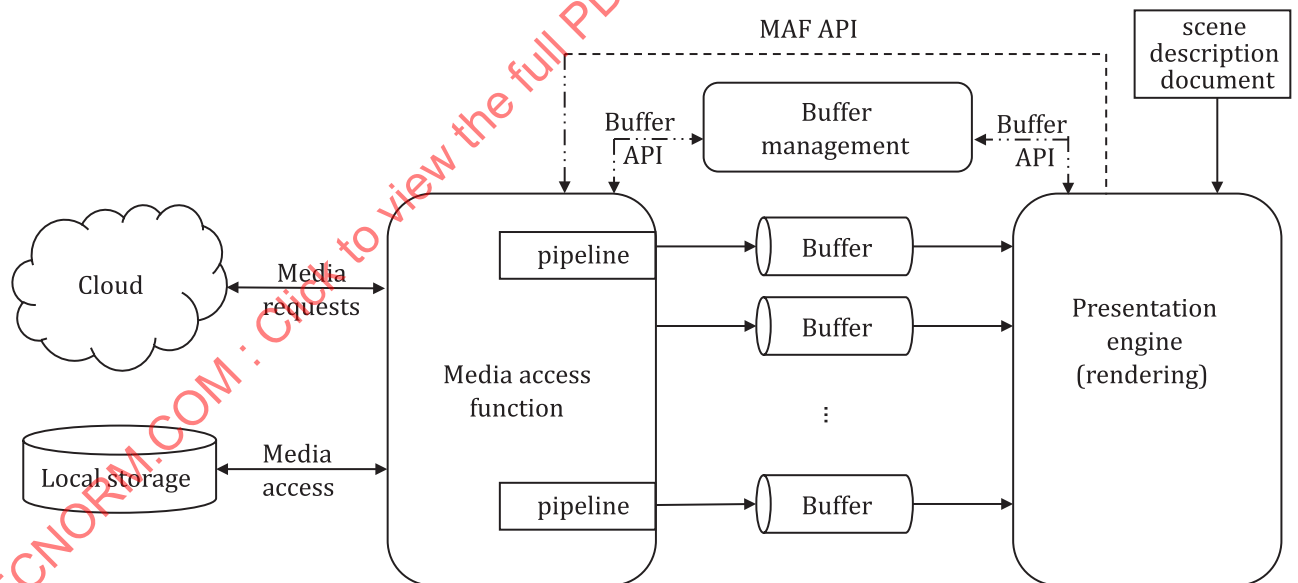 MAF API
scene
description
document
Buffer
API
Buffer
management
Buffer
API
Cloud
Media
requests
pipeline
Buffer
Buffer
Media access
function
Presentation
engine
(rendering)
...
Local storage
Media
access
pipeline
Buffer
CNORM.COM : Click to view the full